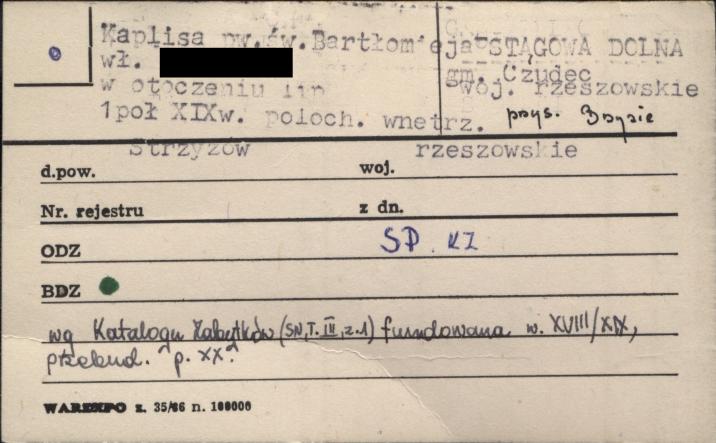 Kaplisa pw. św. Bartłomieja STĄGOWA DOLNA
wł.
gm. Czudec
w otoczeniu lip
woj. rzeszowskie
1poł XIXw. poloch. wnetrz.
przys.
Strzyżów rzeszowskie
d.pow. woj.
Nr. rejestru z dn.
ODZ SP. KZ
BDZ
wg Katalogu Zabytków (SN, T. III, z.1) fundowana w. XVIII/XIX,
przebud. "p. XX."
WAREXPO z. 35/86 n. 100000